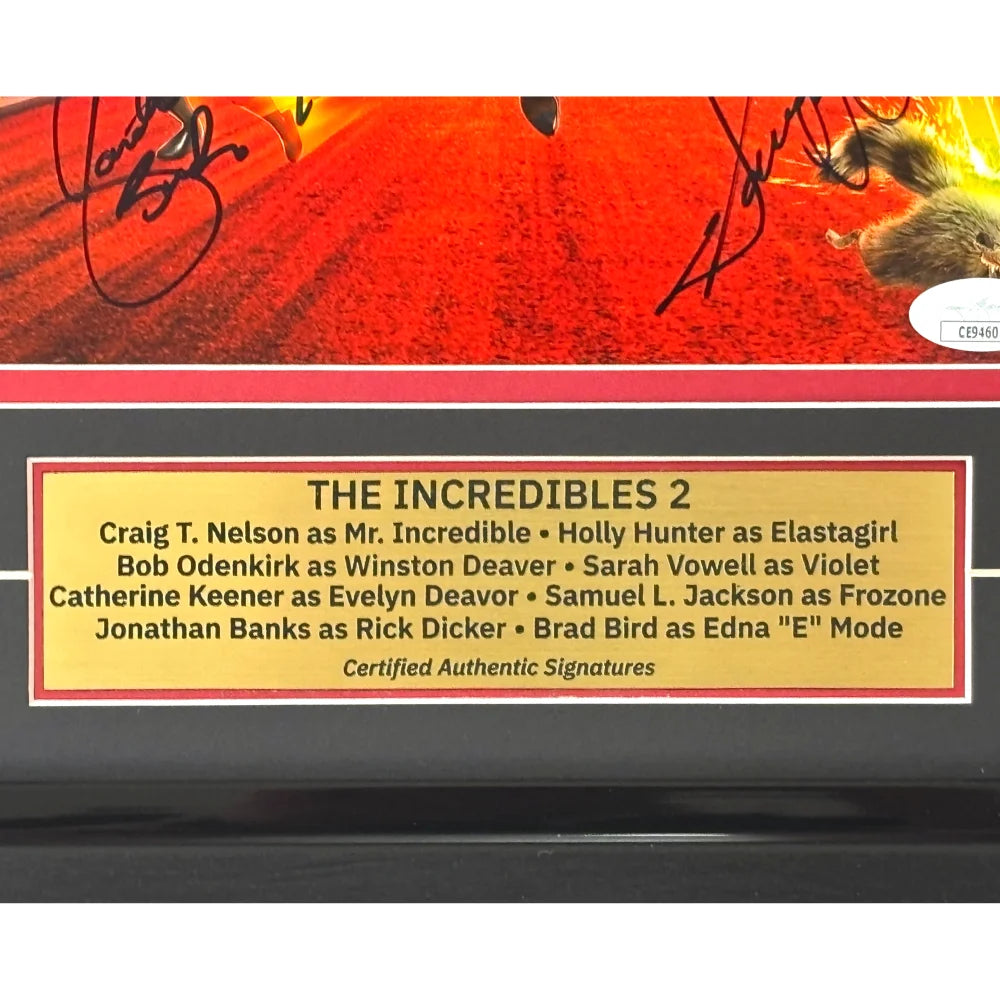 CE9460
THE INCREDIBLES 2
Craig T. Nelson as Mr. Incredible • Holly Hunter as Elastagirl
Bob Odenkirk as Winston Deaver • Sarah Vowell as Violet
Catherine Keener as Evelyn Deavor • Samuel L. Jackson as Frozone
Jonathan Banks as Rick Dicker • Brad Bird as Edna "E" Mode
Certified Authentic Signatures